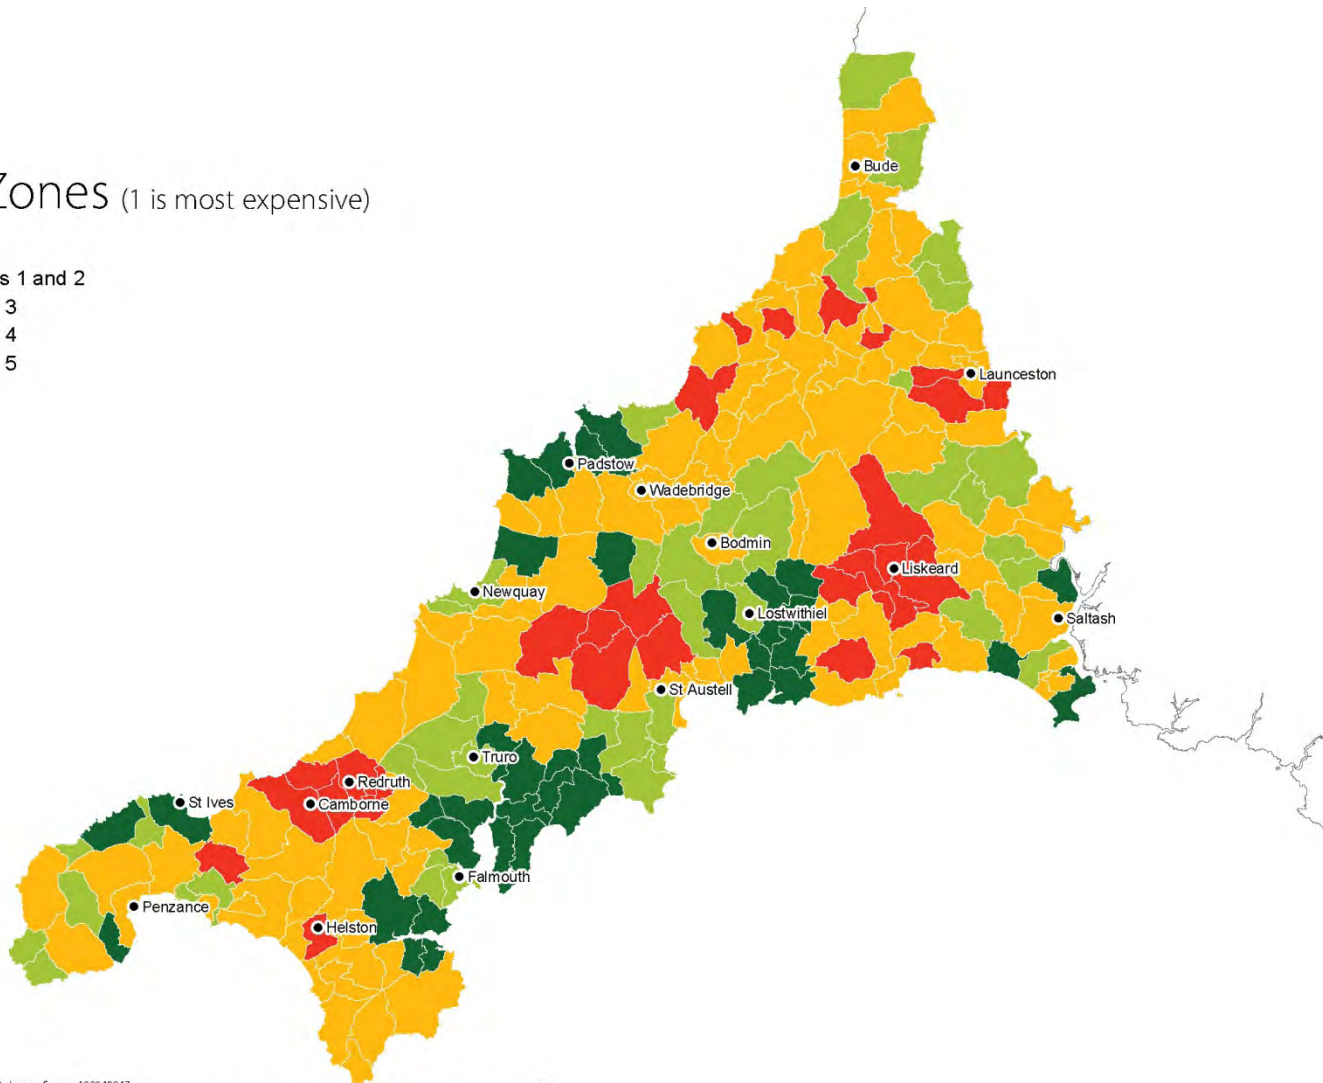 Zones (1 is most expensive)
s 1 and 2
3
4
5
Bude
Launceston
Padstow
Wadebridge
Bodmin
Liskeard
Newquay
Lostwithiel
Saltash
St Austell
Truro
Redruth
St Ives
Camborne
Falmouth
Penzance
Helston